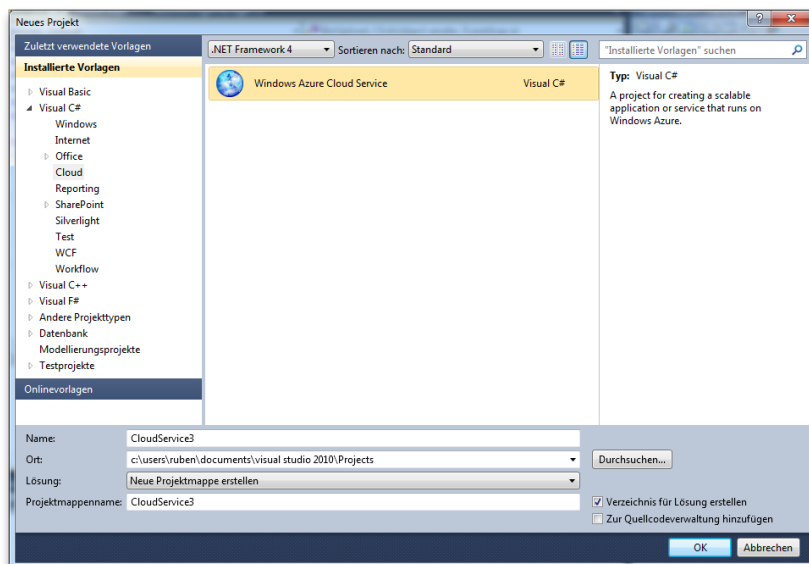 Neues Projekt
Zuletzt verwendete Vorlagen
Installierte Vorlagen
Visual Basic
Visual C#
Windows
Internet
Office
Cloud
Reporting
SharePoint
Silverlight
Test
WCF
Workflow
Visual C++
Visual F#
Andere Projekttypen
Datenbank
Modellierungsprojekte
Testprojekte
Onlinevorlagen
.NET Framework 4 Sortieren nach: Standard
Windows Azure Cloud Service Visual C#
"Installierte Vorlagen" suchen
Typ: Visual C#
A project for creating a scalable
application or service that runs on
Windows Azure.
Name: CloudService3
Ort: c:\users\ruben\documents\visual studio 2010\Projects Durchsuchen...
Lösung: Neue Projektmappe erstellen
Projektmappenname: CloudService3
Verzeichnis für Lösung erstellen
Zur Quellcodeverwaltung hinzufügen
OK Abbrechen